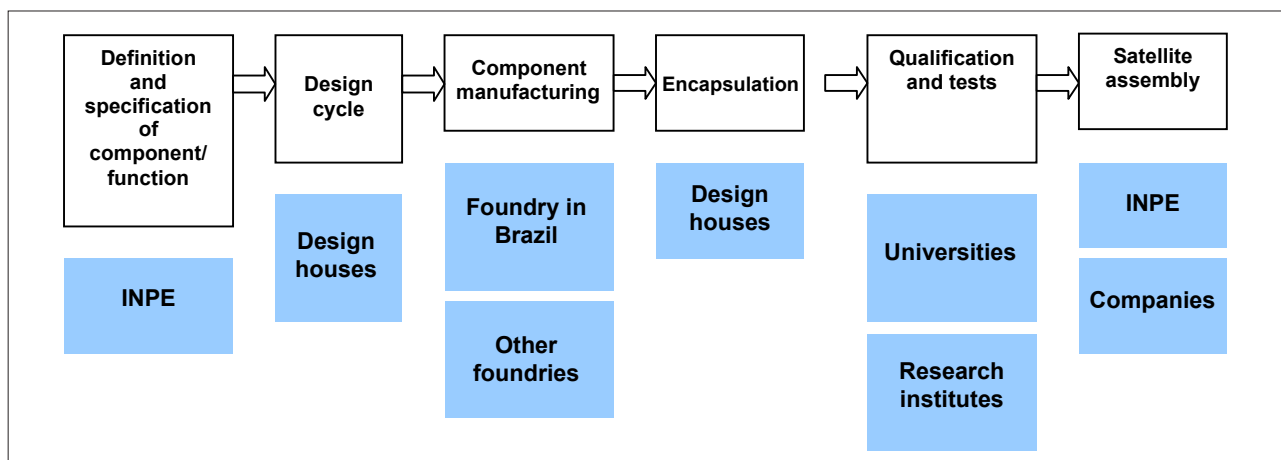 Definition
and
specification
of
component/
function
Design
cycle
Component
manufacturing
Encapsulation
Qualification
and tests
Satellite
assembly
INPE
Design
houses
Foundry in
Brazil
Other
foundries
Design
houses
Universities
Research
institutes
INPE
Companies